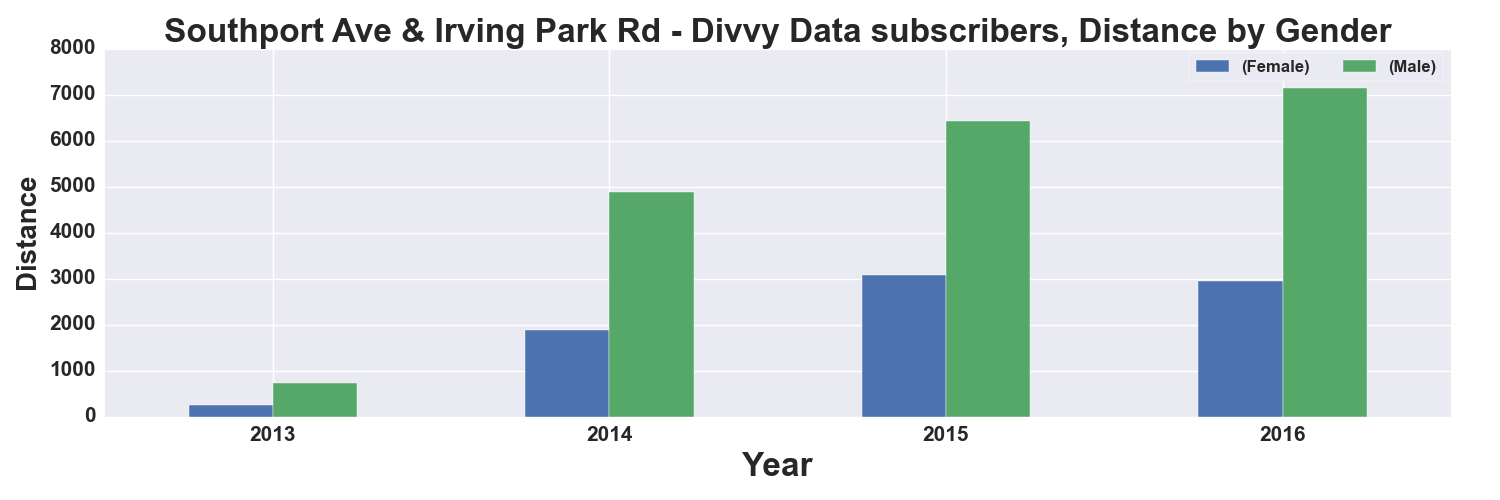 Southport Ave & Irving Park Rd - Divvy Data subscribers, Distance by Gender
(Female) (Male)
Distance
8000
7000
6000
5000
4000
3000
2000
1000
0
2013 2014 2015 2016
Year